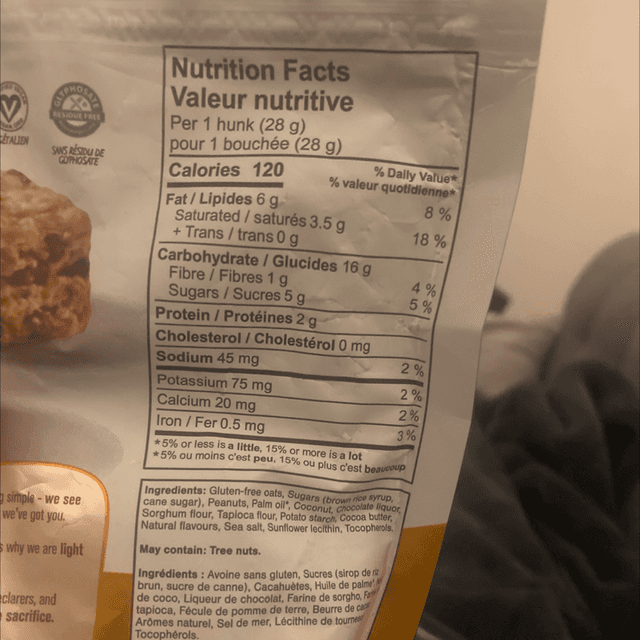 GLYPHOSATE
RESIDUE FREE
SANS RÉSIDU DE
GLYPHOSATE
Nutrition Facts
Valeur nutritive
Per 1 hunk (28 g)
pour 1 bouchée (28 g)
Calories 120
% Daily Value*
% valeur quotidienne*
Fat / Lipides 6 g 8 %
Saturated / saturés 3.5 g
+ Trans / trans 0 g 18 %
Carbohydrate / Glucides 16 g
Fibre / Fibres 1 g 4 %
Sugars / Sucres 5 g 5 %
Protein / Protéines 2 g
Cholesterol / Cholestérol 0 mg
Sodium 45 mg 2 %
Potassium 75 mg 2 %
Calcium 20 mg 2 %
Iron / Fer 0.5 mg 3 %
*5% or less is a little, 15% or more is a lot
*5% ou moins c'est peu, 15% ou plus c'est beaucoup
simple - we see
we've got you.
why we are light
and
sacrifice.
Ingredients: Gluten-free oats, Sugars (brown rice syrup,
cane sugar), Peanuts, Palm oil*, Coconut, Chocolate liquor,
Sorghum flour, Tapioca flour, Potato starch, Cocoa butter,
Natural flavours, Sea salt, Sunflower lecithin, Tocopherols.
May contain: Tree nuts.
Ingrédients : Avoine sans gluten, Sucres (sirop de
brun, sucre de canne), Cacahuètes, Huile de palme
de coco, Liqueur de chocolat, Farine de sorgho,
tapioca, Fécule de pomme de terre, Beurre de
Arômes naturel, Sel de mer, Lécithine de
Tocophérols.